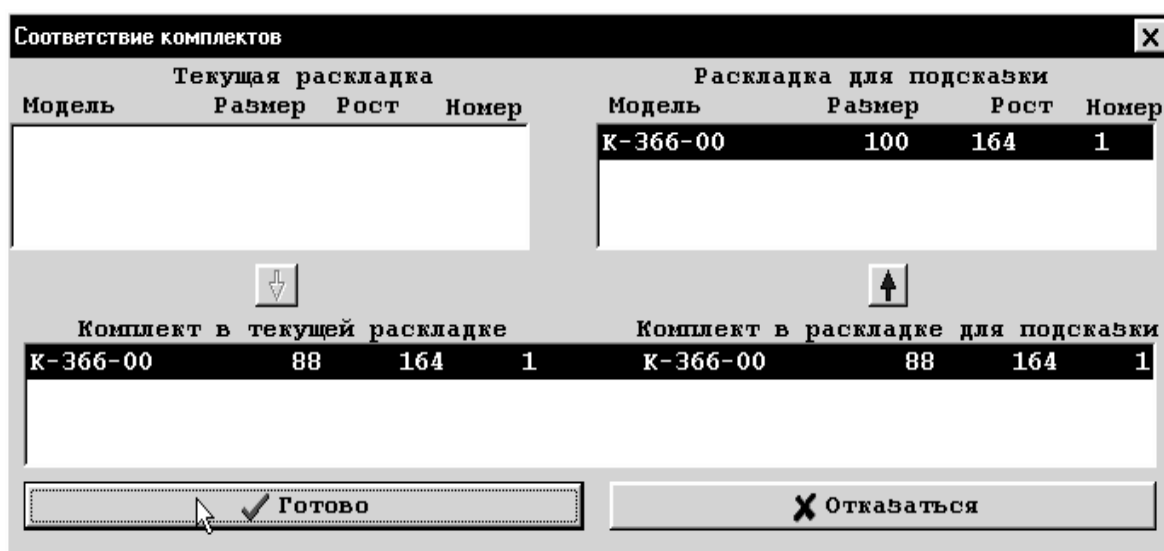 Соответствие комплектов
Текущая раскладка Раскладка для подсказки
Модель Размер Рост Номер Модель Размер Рост Номер
К-366-00 100 164 1
Комплект в текущей раскладке Комплект в раскладке для подсказки
К-366-00 88 164 1 К-366-00 88 164 1
Готово Отказаться